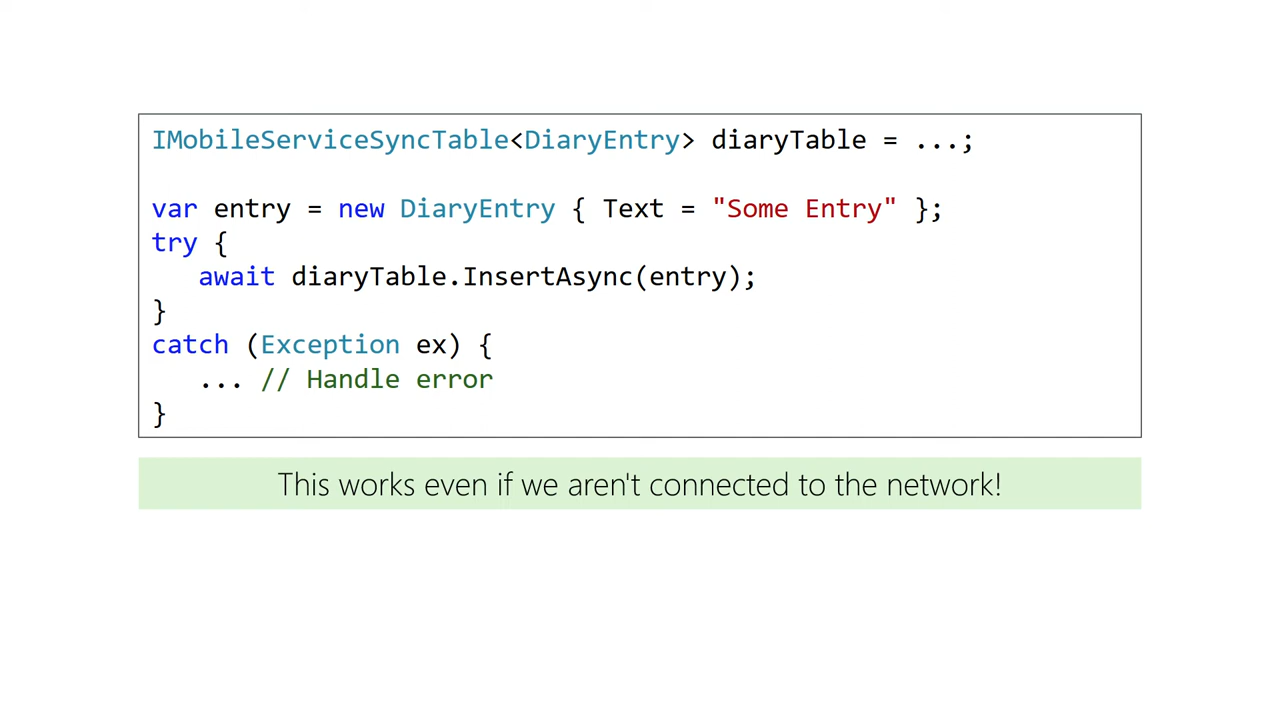 IMobileServiceSyncTable<DiaryEntry> diaryTable = ...;
var entry = new DiaryEntry { Text = "Some Entry" };
try {
   await diaryTable.InsertAsync(entry);
}
catch (Exception ex) {
   ... // Handle error
}
This works even if we aren't connected to the network!